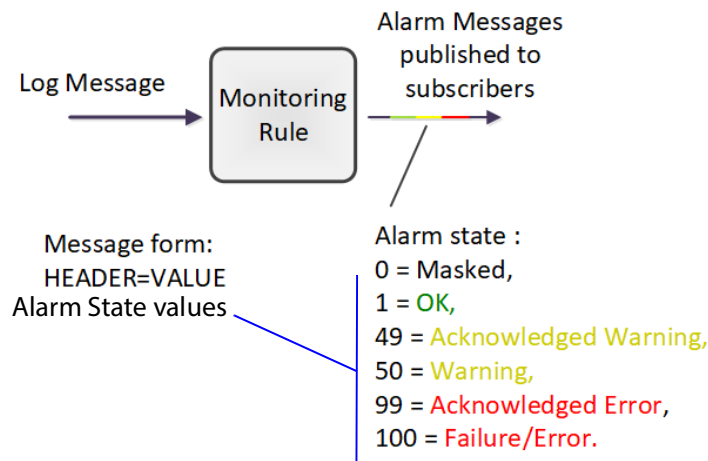 Alarm Messages
published to
subscribers
Log Message
Monitoring
Rule
Message form:
HEADER=VALUE
Alarm State values
Alarm state :
0 = Masked,
1 = OK,
49 = Acknowledged Warning,
50 = Warning,
99 = Acknowledged Error,
100 = Failure/Error.